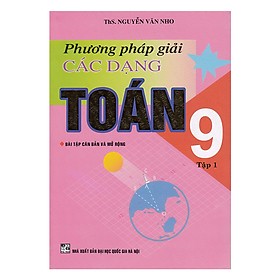 ThS. NGUYỄN VĂN NHO
Phương pháp giải
CÁC DẠNG
TOÁN 9
Tập 1
BÀI TẬP CĂN BẢN VÀ MỞ RỘNG
NHÀ XUẤT BẢN ĐẠI HỌC QUỐC GIA HÀ NỘI